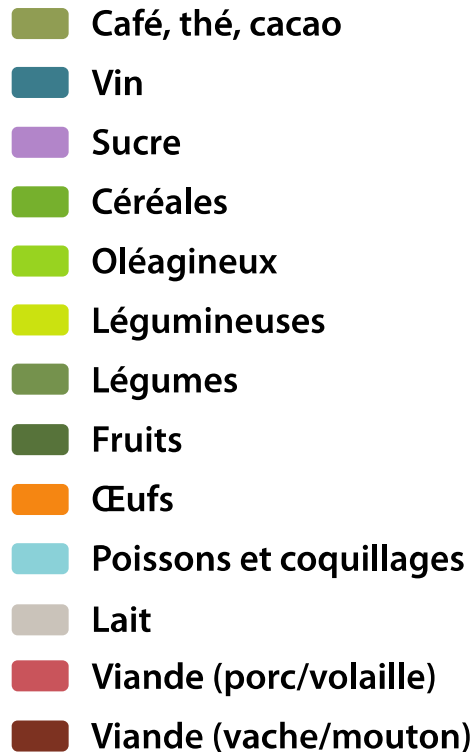 Café, thé, cacao
Vin
Sucre
Céréales
Oléagineux
Légumineuses
Légumes
Fruits
Œufs
Poissons et coquillages
Lait
Viande (porc/volaille)
Viande (vache/mouton)